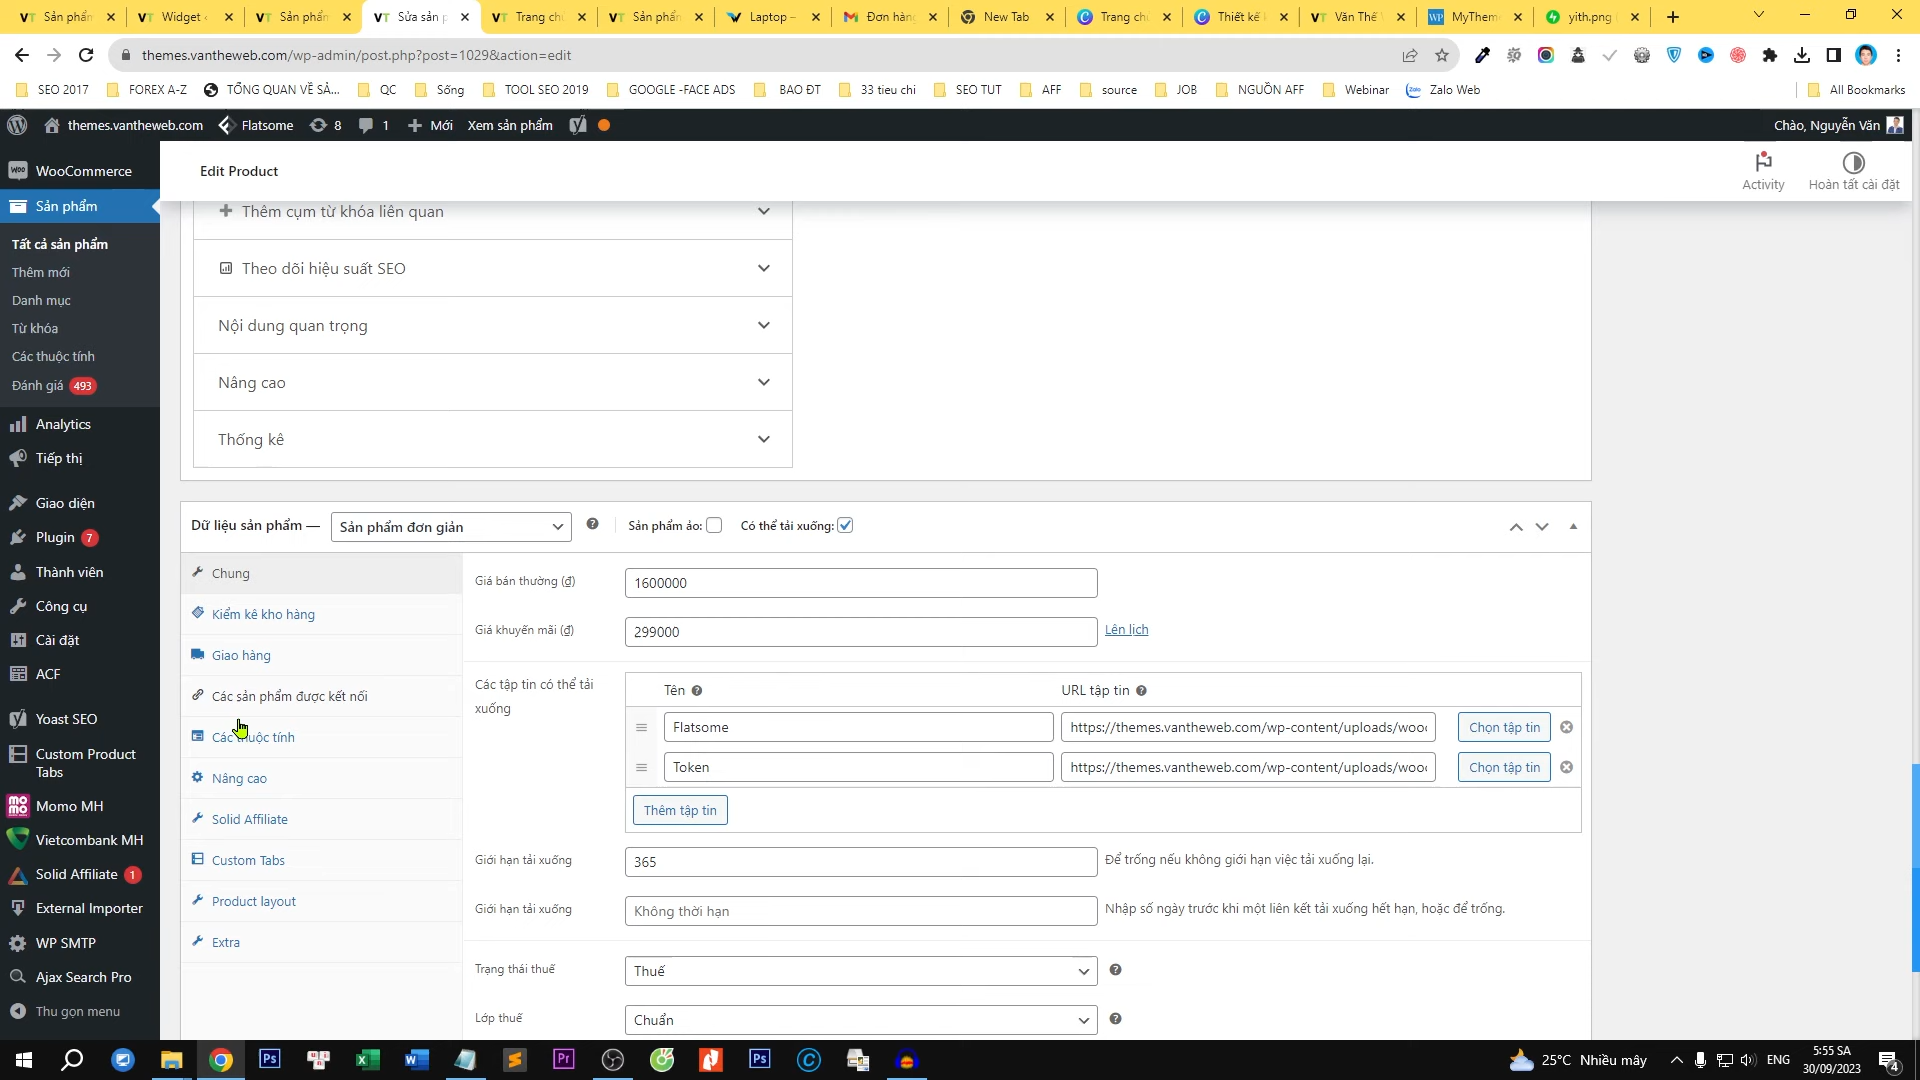 Sản phẩn
Widget
Sản phẩn
Sửa sản p
Trang ch
Sản phẩn
Laptop –
Đơn hàng
New Tab
Trang ch
Thiết kế
Văn Thế
MyThem
yith.png
themes.vantheweb.com/wp-admin/post.php?post=1029&action=edit
SEO 2017
FOREX A-Z
TỔNG QUAN VỀ SẢ...
QC
Sống
TOOL SEO 2019
GOOGLE -FACE ADS
BAO ĐT
33 tieu chi
SEO TUT
AFF
source
JOB
NGUỒN AFF
Webinar
Zalo Web
All Bookmarks
themes.vantheweb.com
Flatsome
8
1
Mới
Xem sản phẩm
Chào, Nguyễn Văn
WooCommerce
Sản phẩm
Tất cả sản phẩm
Thêm mới
Danh mục
Từ khóa
Các thuộc tính
Đánh giá 493
Analytics
Tiếp thị
Giao diện
Plugin 7
Thành viên
Công cụ
Cài đặt
ACF
Yoast SEO
Custom Product
Tabs
Momo MH
Vietcombank MH
Solid Affiliate 1
External Importer
WP SMTP
Ajax Search Pro
Thu gọn menu
Edit Product
Activity
Hoàn tất cài đặt
Thêm cụm từ khóa liên quan
Theo dõi hiệu suất SEO
Nội dung quan trọng
Nâng cao
Thống kê
Dữ liệu sản phẩm —
Sản phẩm đơn giản
Sản phẩm ảo:
Có thể tải xuống:
Chung
Kiểm kê kho hàng
Giao hàng
Các sản phẩm được kết nối
Các thuộc tính
Nâng cao
Solid Affiliate
Custom Tabs
Product layout
Extra
Giá bán thường (₫)
1600000
Giá khuyến mãi (₫)
299000
Lên lịch
Các tập tin có thể tải
xuống
Tên
URL tập tin
Flatsome
https://themes.vantheweb.com/wp-content/uploads/wooc
Chọn tập tin
Token
https://themes.vantheweb.com/wp-content/uploads/wooc
Chọn tập tin
Thêm tập tin
Giới hạn tải xuống
365
Để trống nếu không giới hạn việc tải xuống lại.
Giới hạn tải xuống
Không thời hạn
Nhập số ngày trước khi một liên kết tải xuống hết hạn, hoặc để trống.
Trạng thái thuế
Thuế
Lớp thuế
Chuẩn
25°C Nhiều mây
ENG
5:55 SA
30/09/2023
4